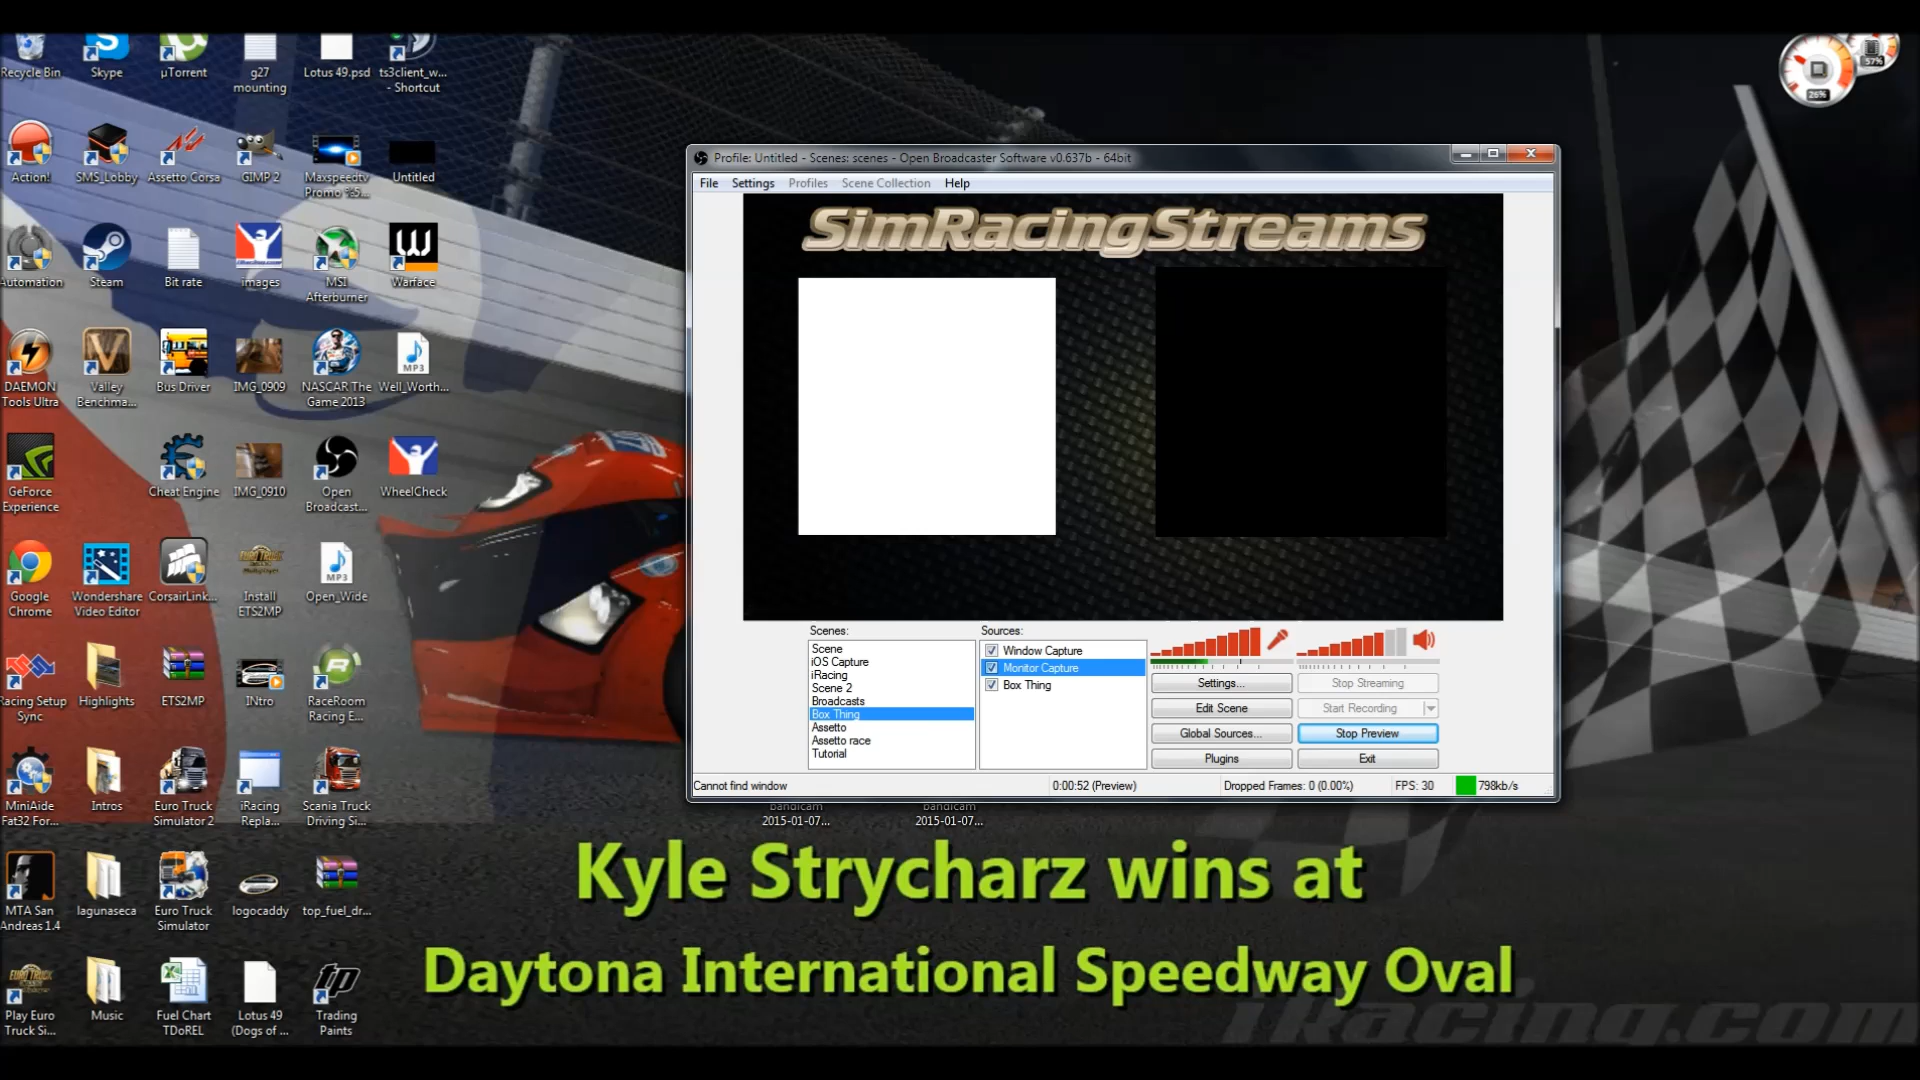 Recycle Bin
Skype
µTorrent
g27
mounting
Lotus 49.psd
ts3client_w...
- Shortcut
57%
26%
Action!
SMS_Lobby
Assetto Corsa
GIMP 2
Maxspeedtv
Promo %5...
Untitled
Automation
Steam
Bit rate
images
MSI
Afterburner
Warface
DAEMON
Tools Ultra
Valley
Benchma...
Bus Driver
IMG_0909
NASCAR The
Game 2013
MP3
Well_Worth...
GeForce
Experience
Cheat Engine
IMG_0910
Open
Broadcast...
WheelCheck
Google
Chrome
Wondershare
Video Editor
CorsairLink...
Install
ETS2MP
MP3
Open_Wide
Racing Setup
Sync
Highlights
ETS2MP
INtro
RaceRoom
Racing E...
MiniAide
Fat32 For...
Intros
Euro Truck
Simulator 2
iRacing
Repla...
Scania Truck
Driving Si...
MTA San
Andreas 1.4
lagunaseca
Euro Truck
Simulator
logocaddy
top_fuel_dr...
Play Euro
Truck Si...
Music
Fuel Chart
TDoREL
Lotus 49
(Dogs of ...
Trading
Paints
Profile: Untitled - Scenes: scenes - Open Broadcaster Software v0.637b - 64bit
File Settings Profiles Scene Collection Help
SimRacingStreams
Scenes:
Scene
iOS Capture
iRacing
Scene 2
Broadcasts
Box Thing
Assetto
Assetto race
Tutorial
Sources:
Window Capture
Monitor Capture
Box Thing
Settings...
Stop Streaming
Edit Scene
Start Recording
Global Sources...
Stop Preview
Plugins
Exit
Cannot find window
0:00:52 (Preview)
Dropped Frames: 0 (0.00%)
FPS: 30
798kb/s
bandicam
2015-01-07...
bandicam
2015-01-07...
Kyle Strycharz wins at
Daytona International Speedway Oval
iRacing.com